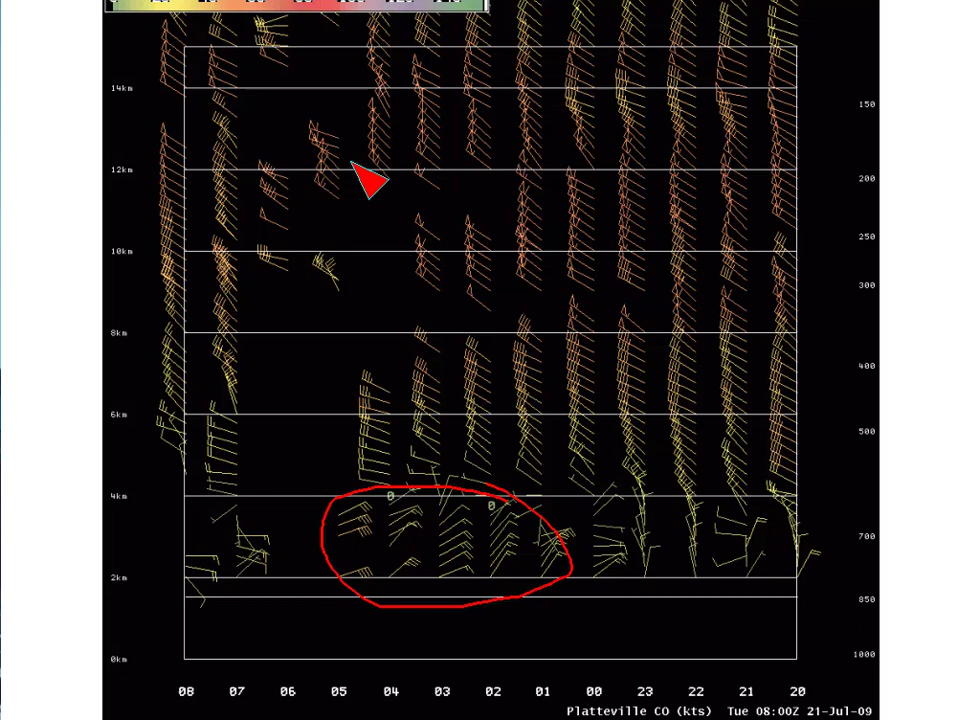 14km
150
12km
200
250
10km
300
8km
400
6km
500
4km
0
0
700
2km
850
0km
1000
08 07 06 05 04 03 02 01 00 23 22 21 20
Platteville CO (kts) Tue 08:00Z 21-Jul-09